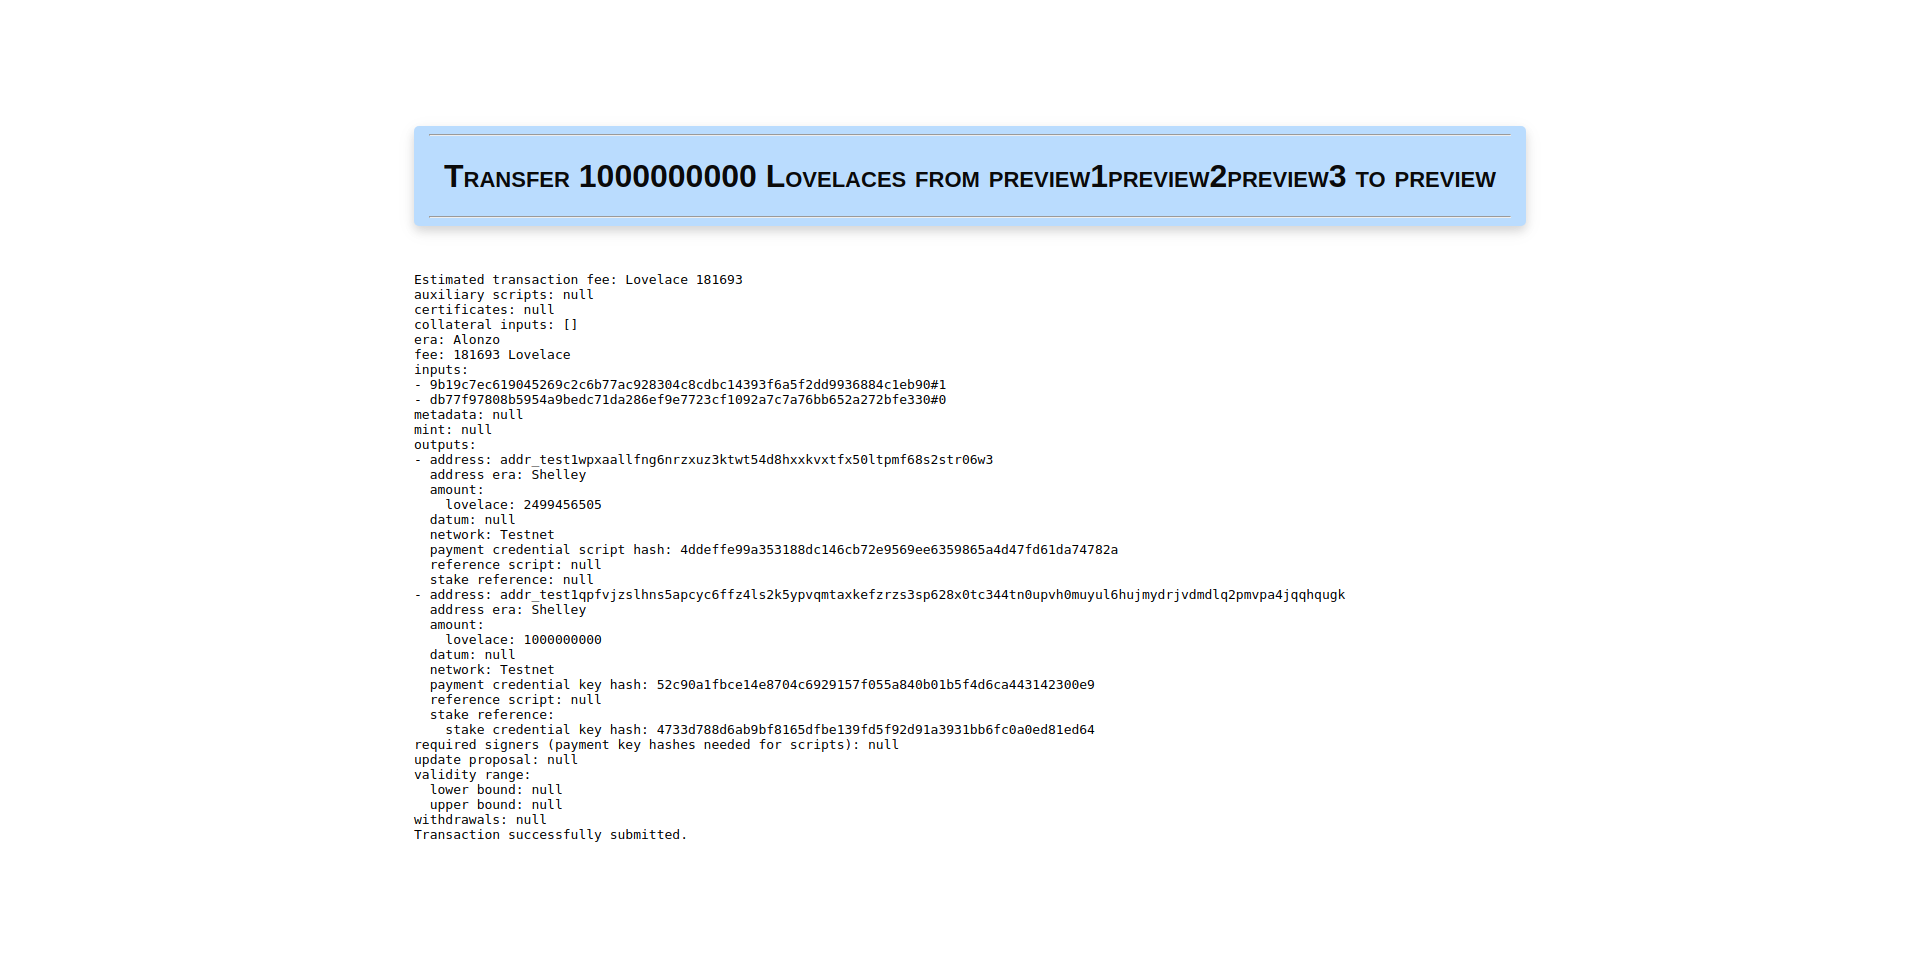 Transfer 1000000000 Lovelaces from preview1preview2preview3 to preview
Estimated transaction fee: Lovelace 181693
auxiliary scripts: null
certificates: null
collateral inputs: []
era: Alonzo
fee: 181693 Lovelace
inputs:
- 9b19c7ec619045269c2c6b77ac928304c8cdbc14393f6a5f2dd9936884c1eb90#1
- db77f97808b5954a9bedc71da286ef9e7723cf1092a7c7a76bb652a272bfe330#0
metadata: null
mint: null
outputs:
- address: addr_test1wpxaallfng6nrzxuz3ktwt54d8hxxkvxtfx50ltpmf68s2str06w3
  address era: Shelley
  amount:
    lovelace: 2499456505
  datum: null
  network: Testnet
  payment credential script hash: 4ddeffe99a353188dc146cb72e9569ee6359865a4d47fd61da74782a
  reference script: null
  stake reference: null
- address: addr_test1qpfvjzslhns5apcyc6ffz4ls2k5ypvqmtaxkefzrzs3sp628x0tc344tn0upvh0muyul6hujmydrjvdmdlq2pmvpa4jqqhqugk
  address era: Shelley
  amount:
    lovelace: 1000000000
  datum: null
  network: Testnet
  payment credential key hash: 52c90a1fbce14e8704c6929157f055a840b01b5f4d6ca443142300e9
  reference script: null
  stake reference:
    stake credential key hash: 4733d788d6ab9bf8165dfbe139fd5f92d91a3931bb6fc0a0ed81ed64
required signers (payment key hashes needed for scripts): null
update proposal: null
validity range:
  lower bound: null
  upper bound: null
withdrawals: null
Transaction successfully submitted.